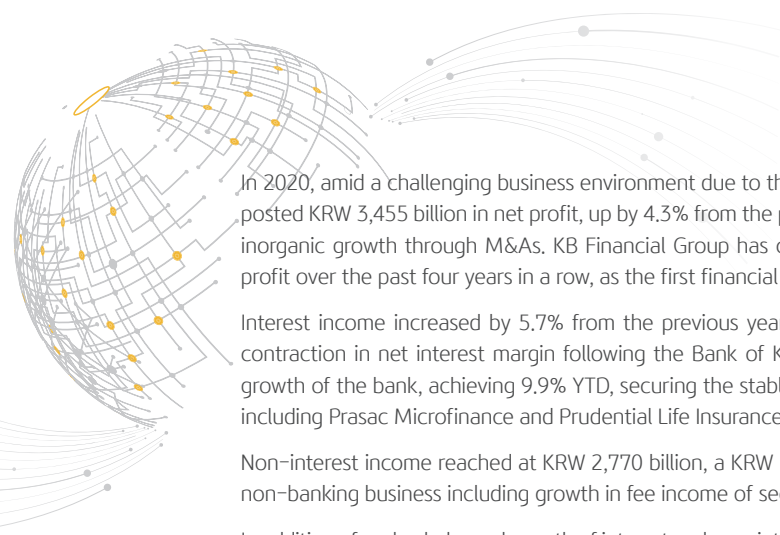 In 2020, amid a challenging business environment due to
posted KRW 3,455 billion in net profit, up by 4.3% from the
inorganic growth through M&As. KB Financial Group has
profit over the past four years in a row, as the first financial
Interest income increased by 5.7% from the previous
contraction in net interest margin following the Bank of
growth of the bank, achieving 9.9% YTD, securing the
including Prasac Microfinance and Prudential Life Insurance
Non-interest income reached at KRW 2,770 billion, a KRW
non-banking business including growth in fee income of